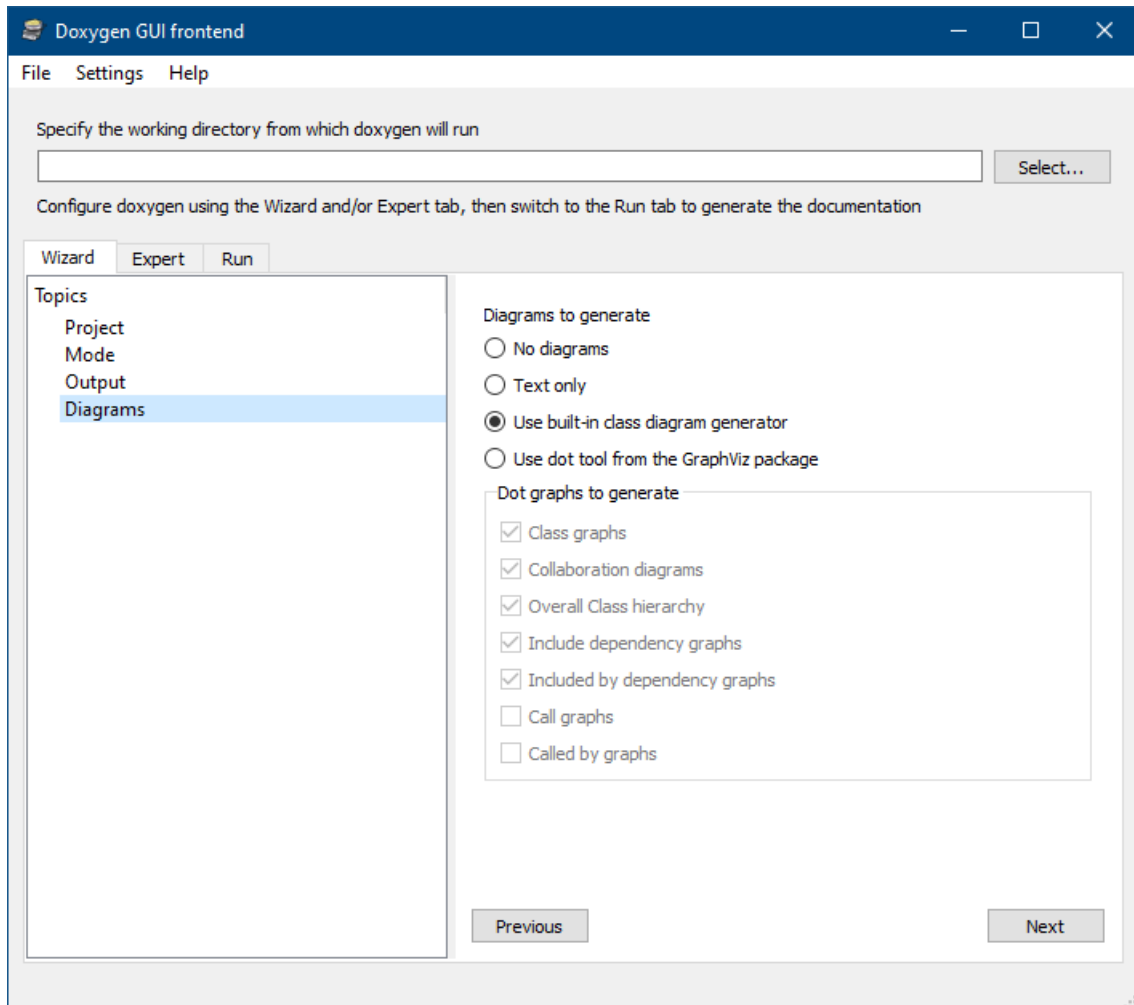 Doxygen GUI frontend
File Settings Help
Specify the working directory from which doxygen will run
Select...
Configure doxygen using the Wizard and/or Expert tab, then switch to the Run tab to generate the documentation
Wizard Expert Run
Topics
Project
Mode
Output
Diagrams
Diagrams to generate
No diagrams
Text only
Use built-in class diagram generator
Use dot tool from the GraphViz package
Dot graphs to generate
Class graphs
Collaboration diagrams
Overall Class hierarchy
Include dependency graphs
Included by dependency graphs
Call graphs
Called by graphs
Previous Next